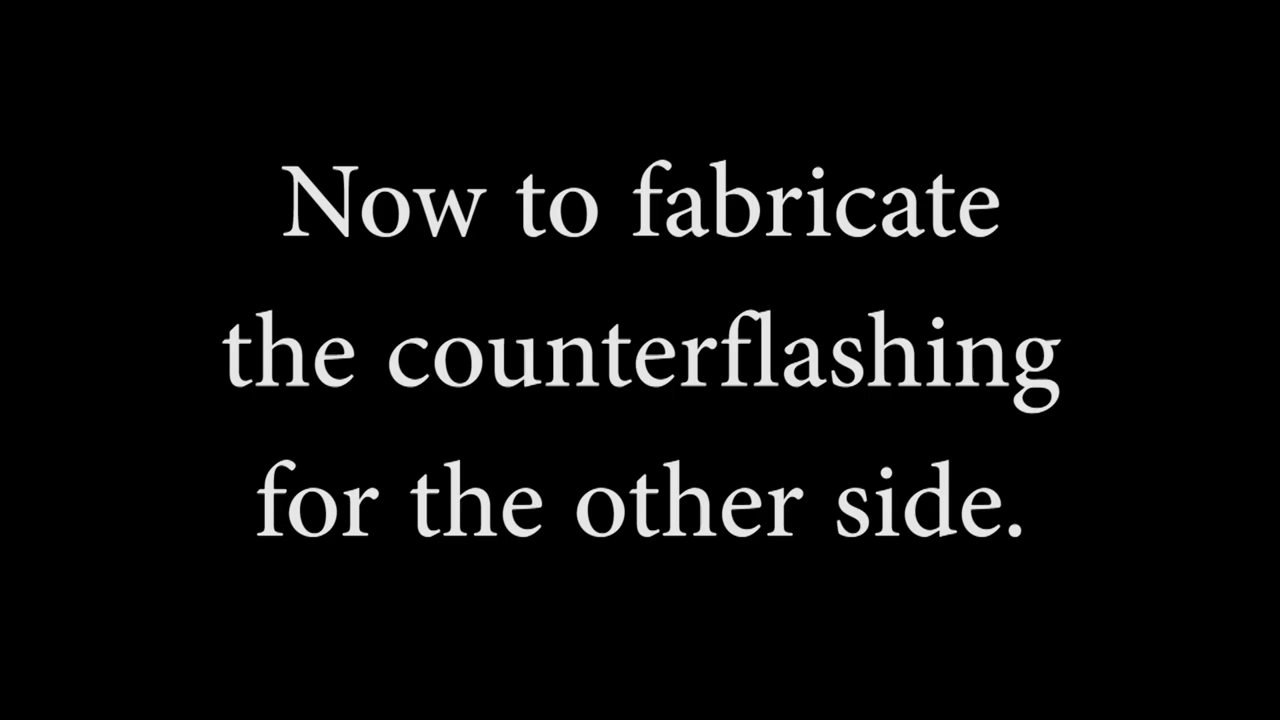 Now to fabricate
the counterflashing
for the other side.